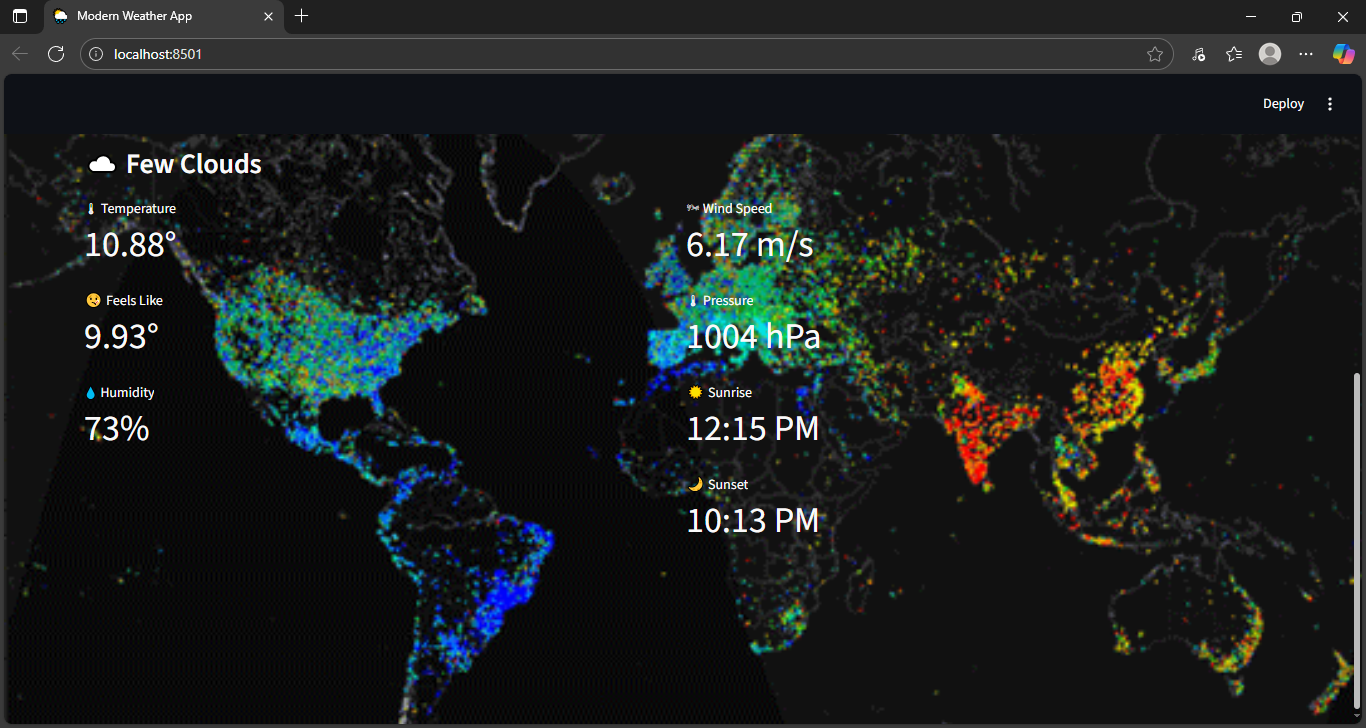 Modern Weather App
localhost:8501
Deploy
Few Clouds
Temperature
10.88°
Feels Like
9.93°
Humidity
73%
Wind Speed
6.17 m/s
Pressure
1004 hPa
Sunrise
12:15 PM
Sunset
10:13 PM